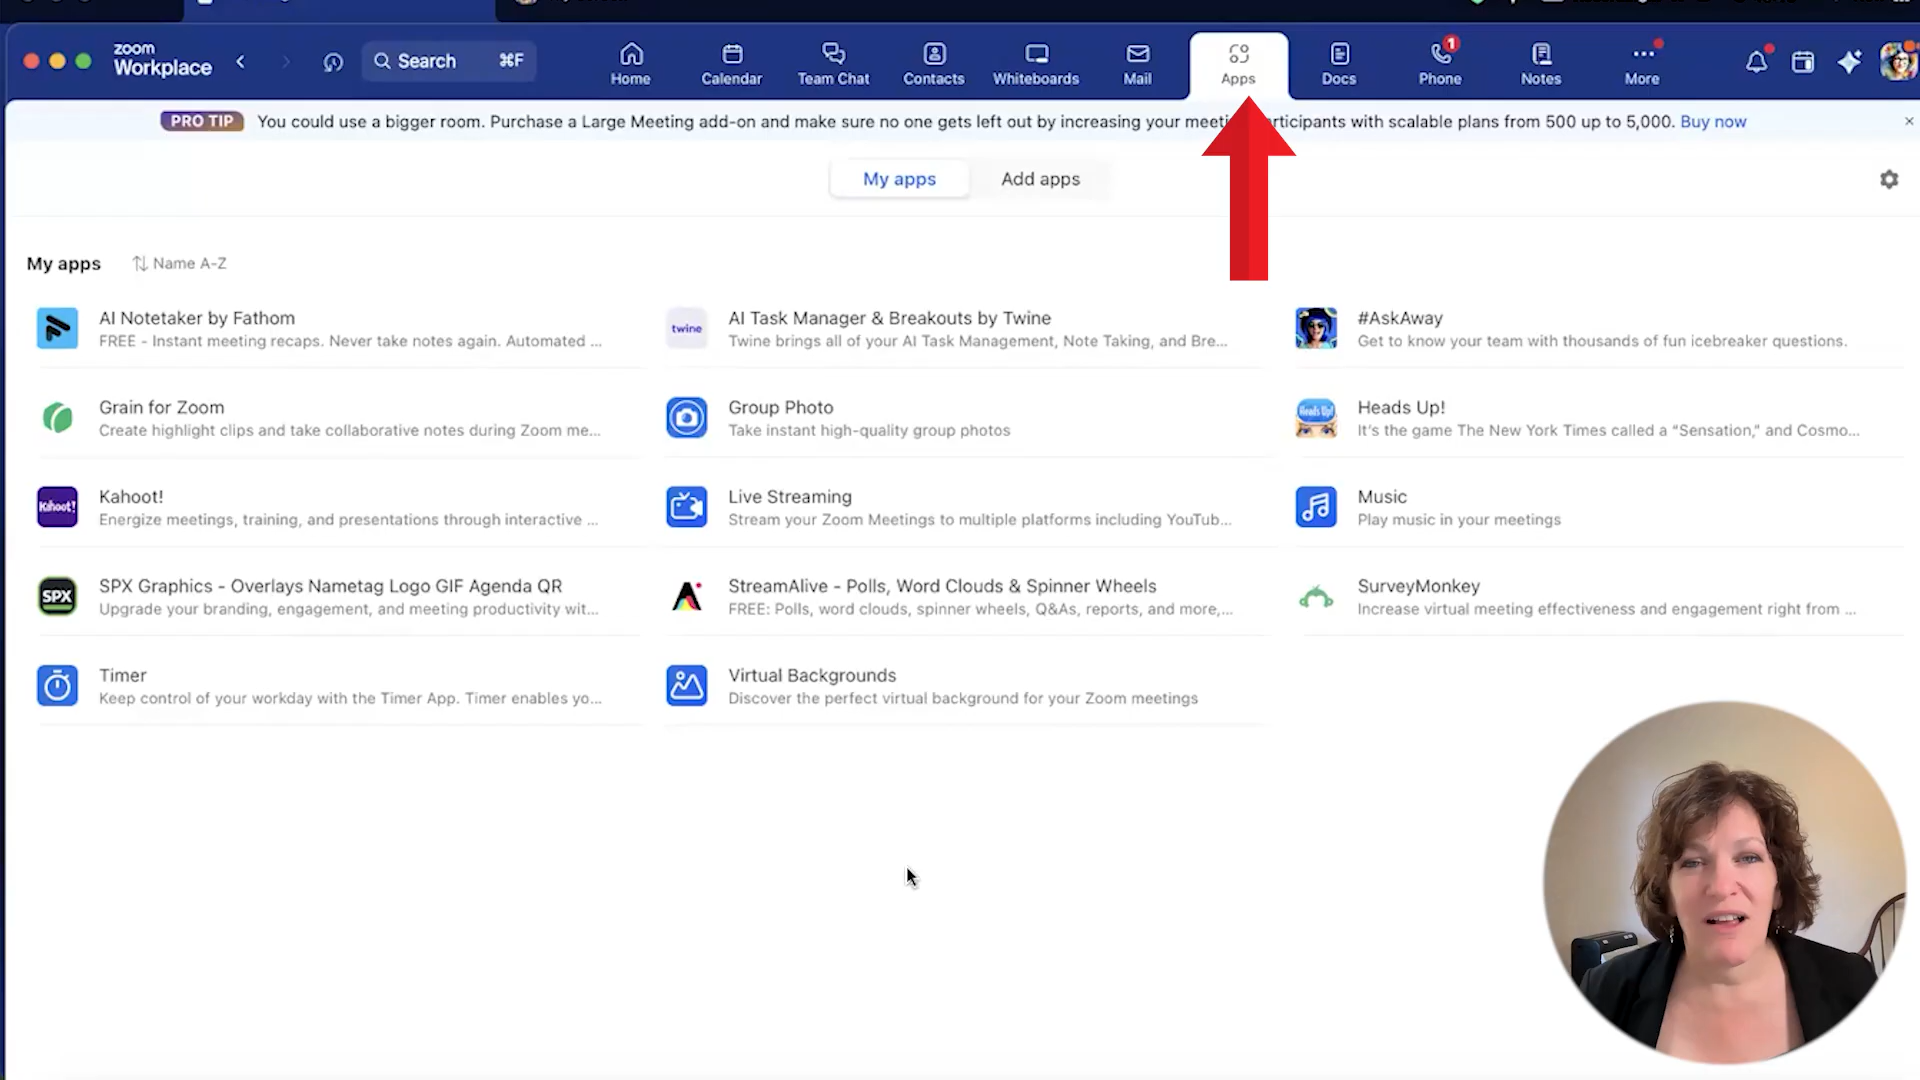 zoom
Workplace
Search
⌘F
Home
Calendar
Team Chat
Contacts
Whiteboards
Mail
Apps
Docs
1
Phone
Notes
More
PRO TIP
You could use a bigger room. Purchase a Large Meeting add-on and make sure no one gets left out by increasing your articipants with scalable plans from 500 up to 5,000. Buy now
My apps
Add apps
My apps
Name A-Z
AI Notetaker by Fathom
FREE - Instant meeting recaps. Never take notes again. Automated ...
AI Task Manager & Breakouts by Twine
Twine brings all of your AI Task Management, Note Taking, and Bre...
twine
#AskAway
Get to know your team with thousands of fun icebreaker questions.
Grain for Zoom
Create highlight clips and take collaborative notes during Zoom me...
Group Photo
Take instant high-quality group photos
Heads Up!
Heads Up!
It's the game The New York Times called a “Sensation,” and Cosmo...
Kahoot!
Kahoot!
Energize meetings, training, and presentations through interactive ...
Live Streaming
Stream your Zoom Meetings to multiple platforms including YouTub...
Music
Play music in your meetings
SPX
SPX Graphics - Overlays Nametag Logo GIF Agenda QR
Upgrade your branding, engagement, and meeting productivity wit...
StreamAlive - Polls, Word Clouds & Spinner Wheels
FREE: Polls, word clouds, spinner wheels, Q&As, reports, and more,...
SurveyMonkey
Increase virtual meeting effectiveness and engagement right from ...
Timer
Keep control of your workday with the Timer App. Timer enables yo...
Virtual Backgrounds
Discover the perfect virtual background for your Zoom meetings